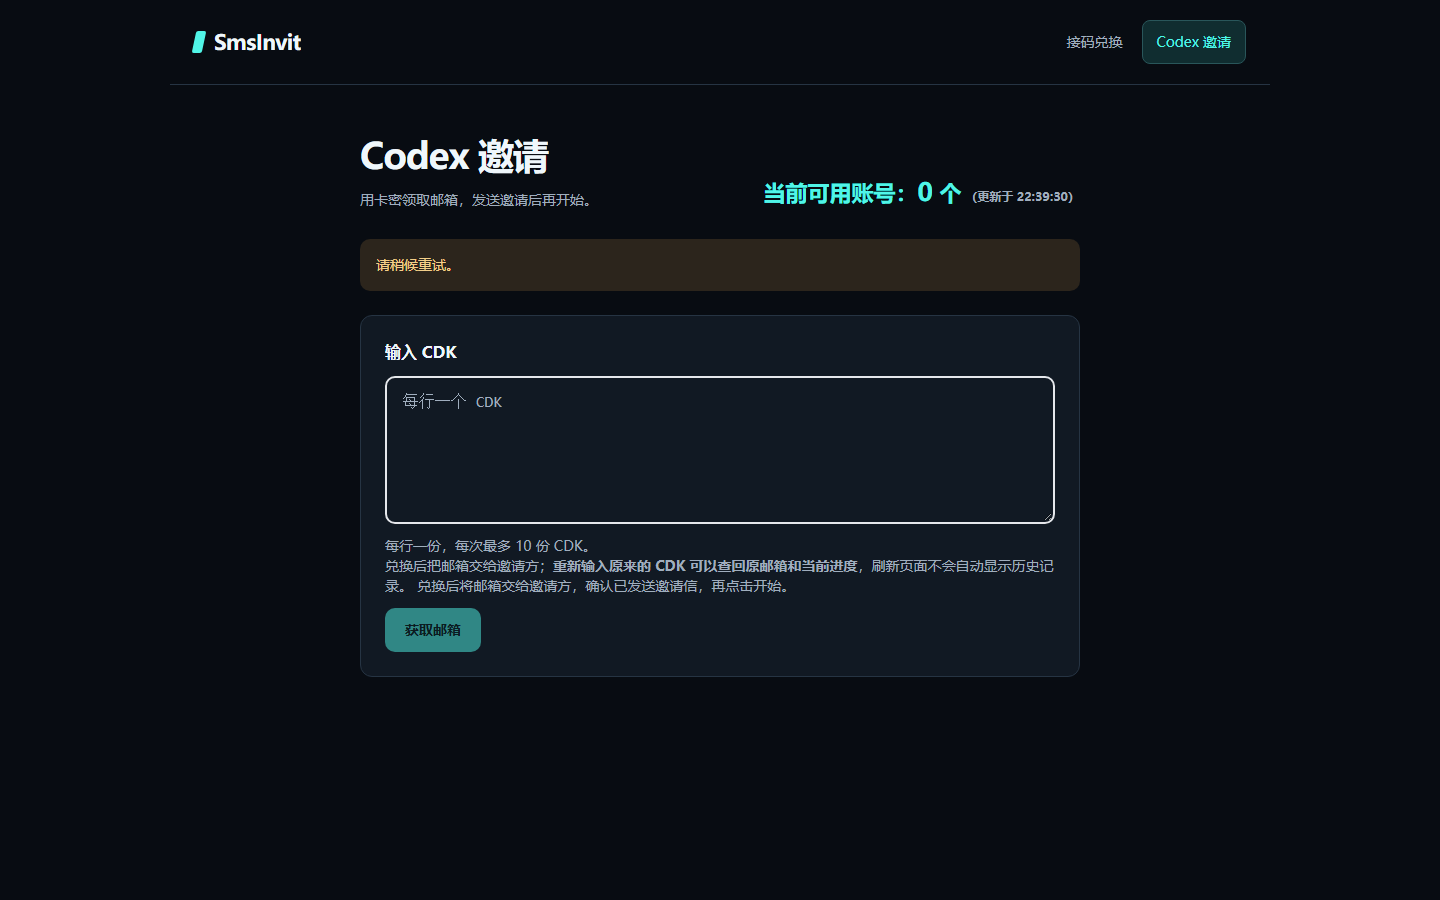 SmsInvit
接码兑换
Codex 邀请
Codex 邀请
用卡密领取邮箱，发送邀请后再开始。
当前可用账号：0 个 (更新于 22:39:30)
请稍候重试。
输入 CDK
每行一个 CDK
每行一份，每次最多 10 份 CDK。
兑换后把邮箱交给邀请方；重新输入原来的 CDK 可以查回原邮箱和当前进度，刷新页面不会自动显示历史记
录。 兑换后将邮箱交给邀请方，确认已发送邀请信，再点击开始。
获取邮箱